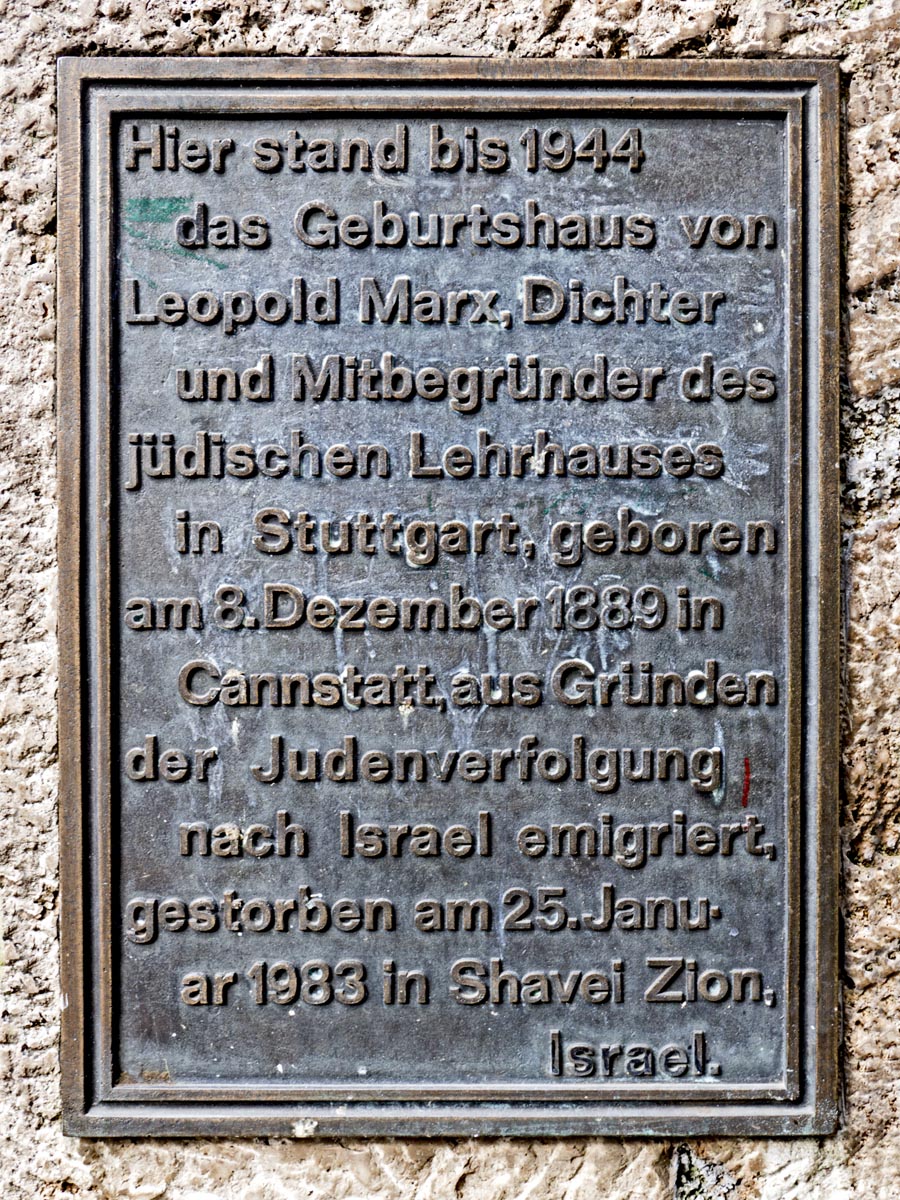 Hier stand bis 1944
das Geburtshaus von
Leopold Marx, Dichter
und Mitbegründer des
jüdischen Lehrhauses
in Stuttgart, geboren
am 8. Dezember 1889 in
Cannstatt, aus Gründen
der Judenverfolgung
nach Israel emigriert,
gestorben am 25. Janu-
ar 1983 in Shavei Zion,
Israel.